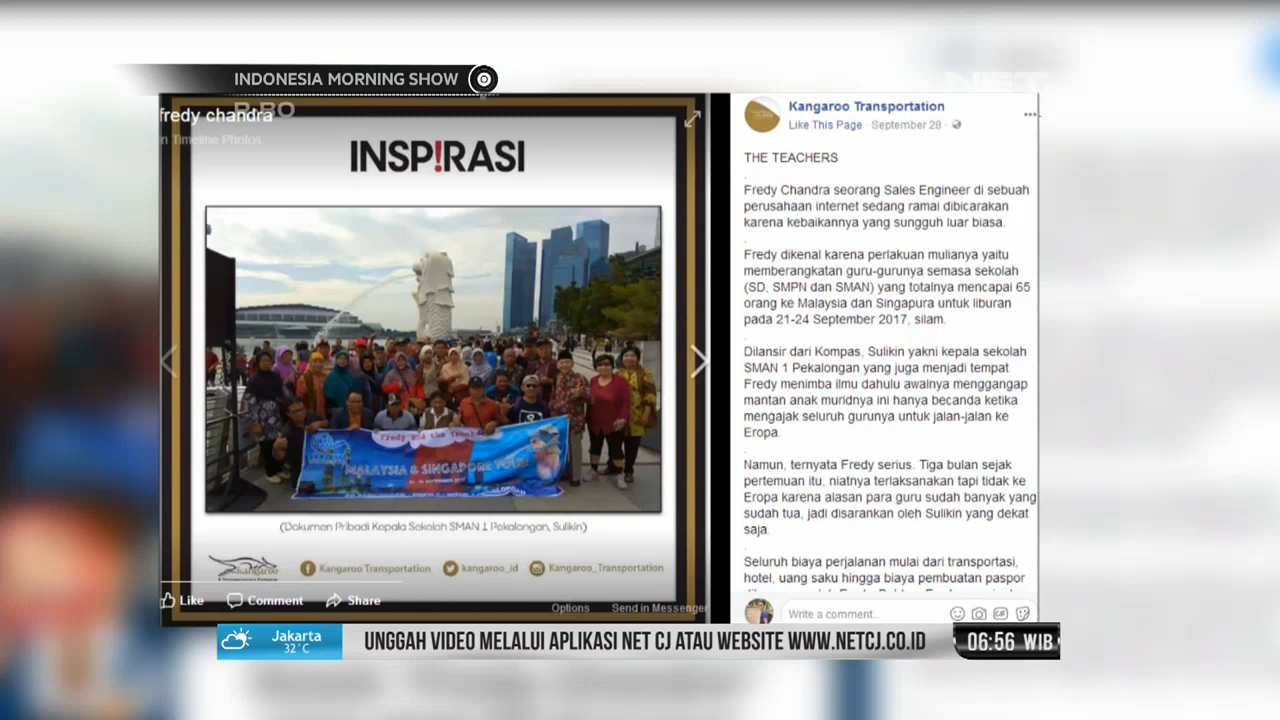 INDONESIA MORNING SHOW
NET
fredy chandra
in Timeline Photos
INSP!RASI
Fredy and the Teachers
MALAYSIA & SINGAPORE TOUR
(Dokumen Pribadi Kepala Sekolah SMAN 1 Pekalongan, Sulikin)
Kangaroo
Kangaroo Transportation
kangaroo_id
Kangaroo_Transportation
Like
Comment
Share
Options
Send in Messenger
Kangaroo Transportation
Like This Page · September 28 ·
THE TEACHERS
.
Fredy Chandra seorang Sales Engineer di sebuah
perusahaan internet sedang ramai dibicarakan
karena kebaikannya yang sungguh luar biasa.
.
Fredy dikenal karena perlakuan mulianya yaitu
memberangkatan guru-gurunya semasa sekolah
(SD, SMPN dan SMAN) yang totalnya mencapai 65
orang ke Malaysia dan Singapura untuk liburan
pada 21-24 September 2017, silam.
.
Dilansir dari Kompas, Sulikin yakni kepala sekolah
SMAN 1 Pekalongan yang juga menjadi tempat
Fredy menimba ilmu dahulu awalnya menggangap
mantan anak muridnya ini hanya becanda ketika
mengajak seluruh gurunya untuk jalan-jalan ke
Eropa.
.
Namun, ternyata Fredy serius. Tiga bulan sejak
pertemuan itu, niatnya terlaksanakan tapi tidak ke
Eropa karena alasan para guru sudah banyak yang
sudah tua, jadi disarankan oleh Sulikin yang dekat
saja.
.
Seluruh biaya perjalanan mulai dari transportasi,
hotel, uang saku hingga biaya pembuatan paspor
Write a comment...
Jakarta
32°C
UNGGAH VIDEO MELALUI APLIKASI NET CJ ATAU WEBSITE WWW.NETCJ.CO.ID
06:56 WIB